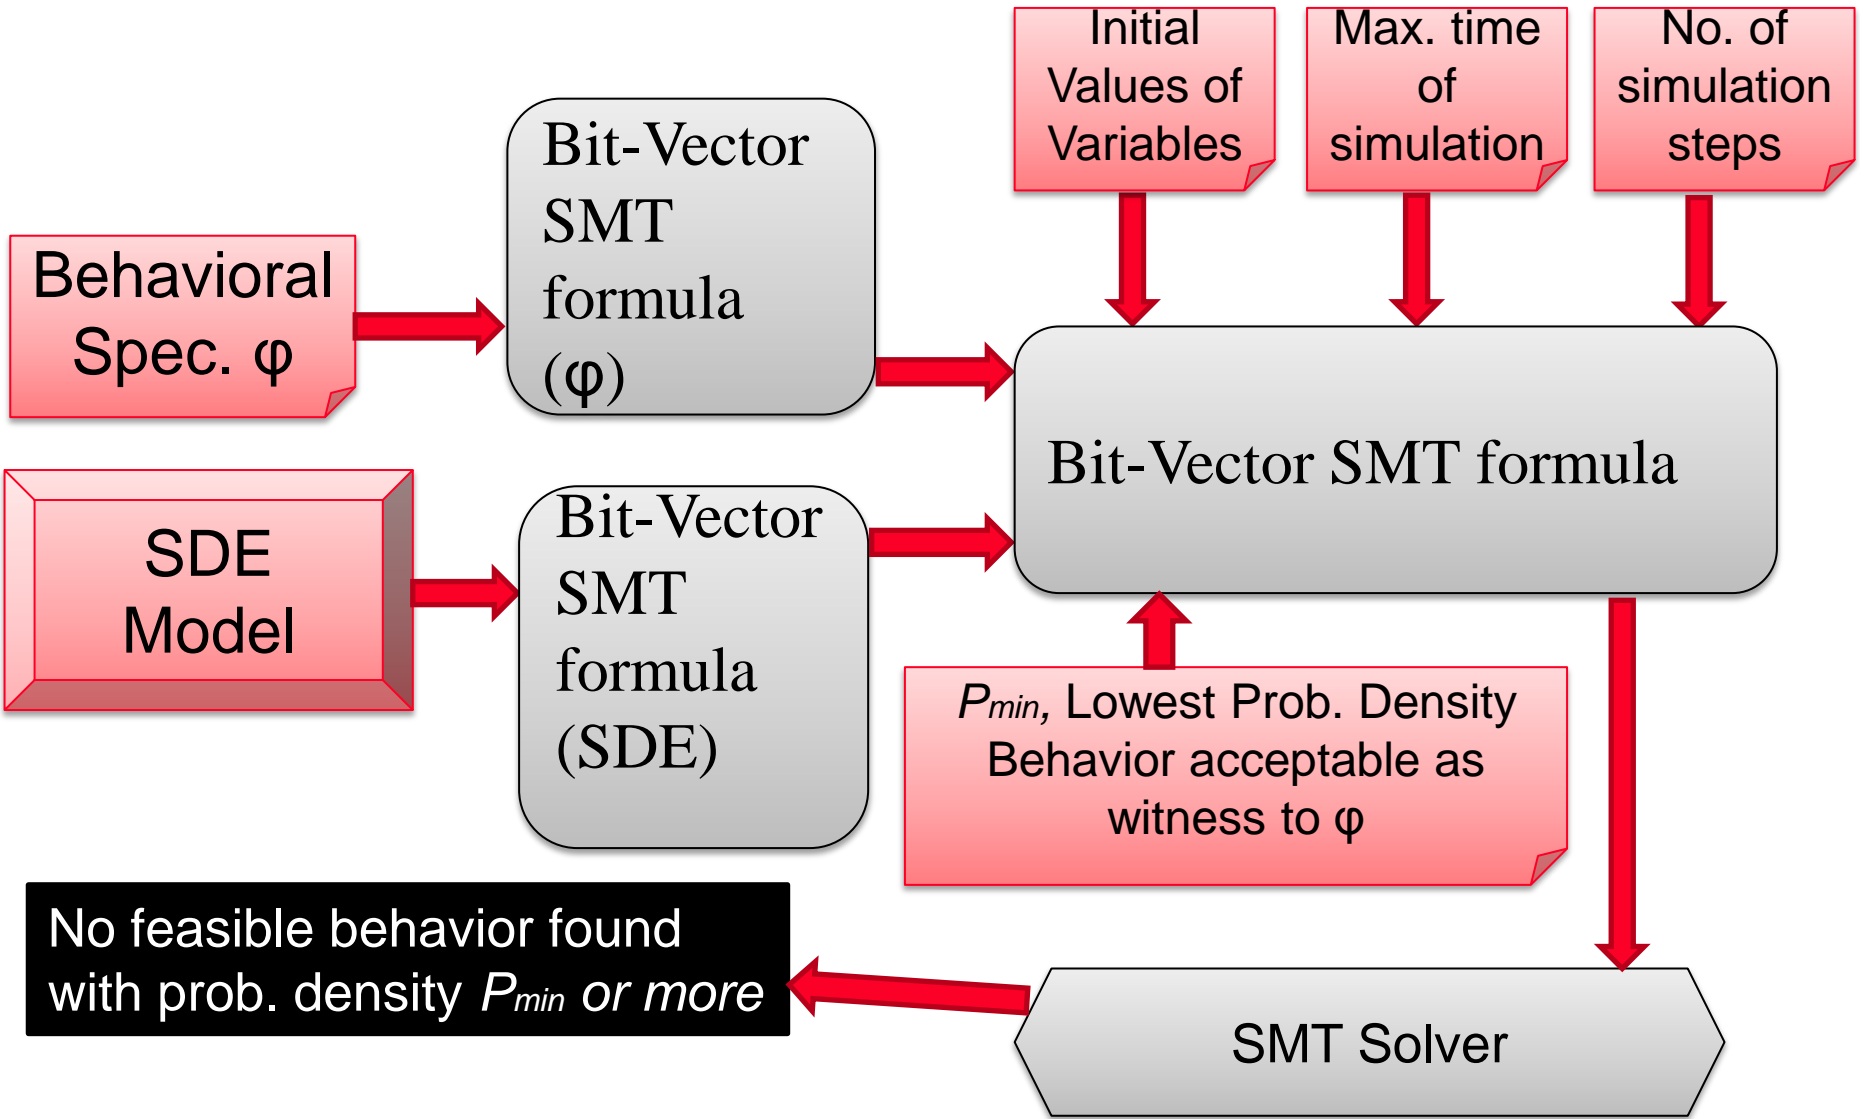 Initial
Values of
Variables
Max. time
of
simulation
No. of
simulation
steps
Bit-Vector
SMT
formula
(φ)
Behavioral
Spec. φ
Bit-Vector SMT formula
SDE
Model
Bit-Vector
SMT
formula
(SDE)
Pmin, Lowest Prob. Density
Behavior acceptable as
witness to φ
No feasible behavior found
with prob. density Pmin or more
SMT Solver